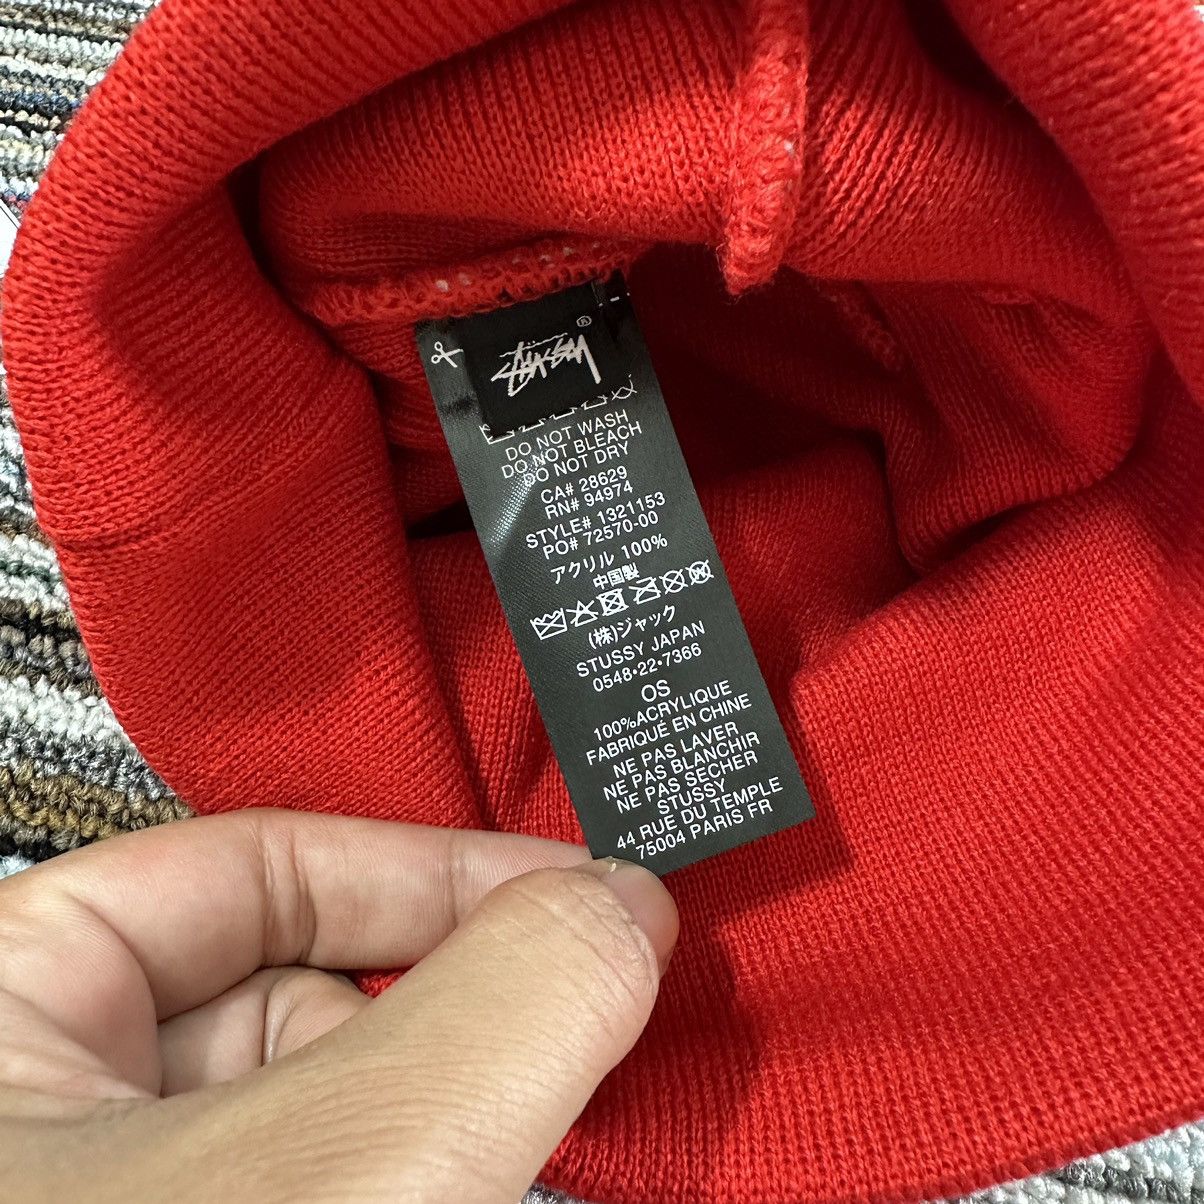 Stüssy ®
DO NOT WASH
DO NOT BLEACH
DO NOT DRY
CA# 28629
RN# 94974
STYLE# 1321153
PO# 72570-00
アクリル 100%
中国製
(株)ジャック
STUSSY JAPAN
0548•22•7366
OS
100%ACRYLIQUE
FABRIQUÉ EN CHINE
NE PAS LAVER
NE PAS BLANCHIR
NE PAS SECHER
STUSSY
44 RUE DU TEMPLE
75004 PARIS FR